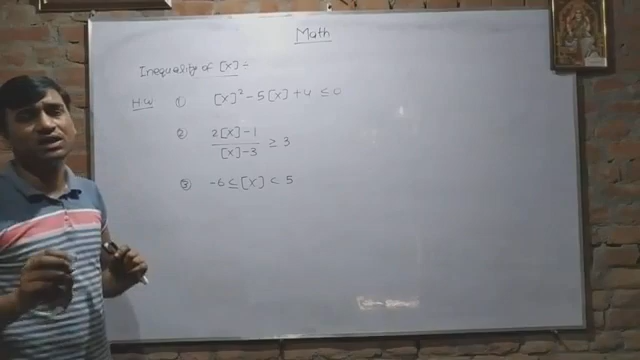 Math
Inequality of [x] :-
H.W ① [x]² - 5[x] + 4 ≤ 0
② 2[x]-1 / [x]-3 ≥ 3
③ -6 ≤ [x] < 5